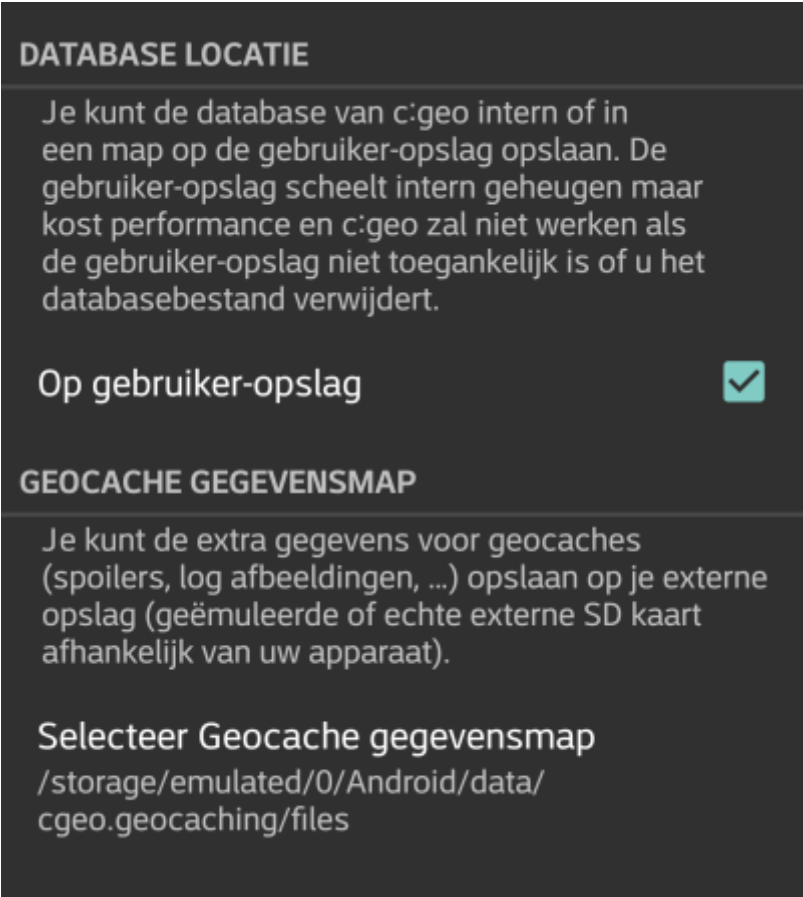 DATABASE LOCATIE
Je kunt de database van c:geo intern of in
een map op de gebruiker-opslag opslaan. De
gebruiker-opslag scheelt intern geheugen maar
kost performance en c:geo zal niet werken als
de gebruiker-opslag niet toegankelijk is of u het
databasebestand verwijdert.
Op gebruiker-opslag
GEOCACHE GEGEVENSMAP
Je kunt de extra gegevens voor geocaches
(spoilers, log afbeeldingen, …) opslaan op je externe
opslag (geëmuleerde of echte externe SD kaart
afhankelijk van uw apparaat).
Selecteer Geocache gegevensmap
/storage/emulated/0/Android/data/
cgeo.geocaching/files